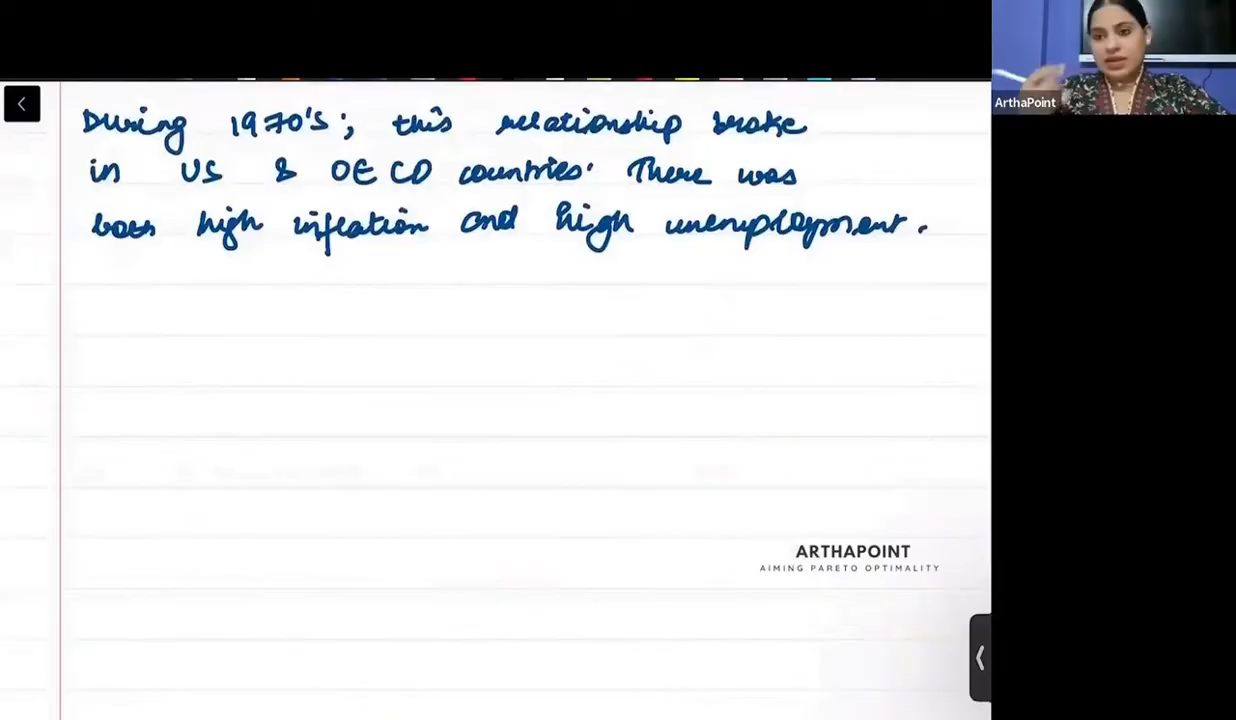 ArthaPoint
During 1970's; this relationship broke
in US & OECD countries. There was
both high inflation and high unemployment.
ARTHAPOINT
AIMING PARETO OPTIMALITY